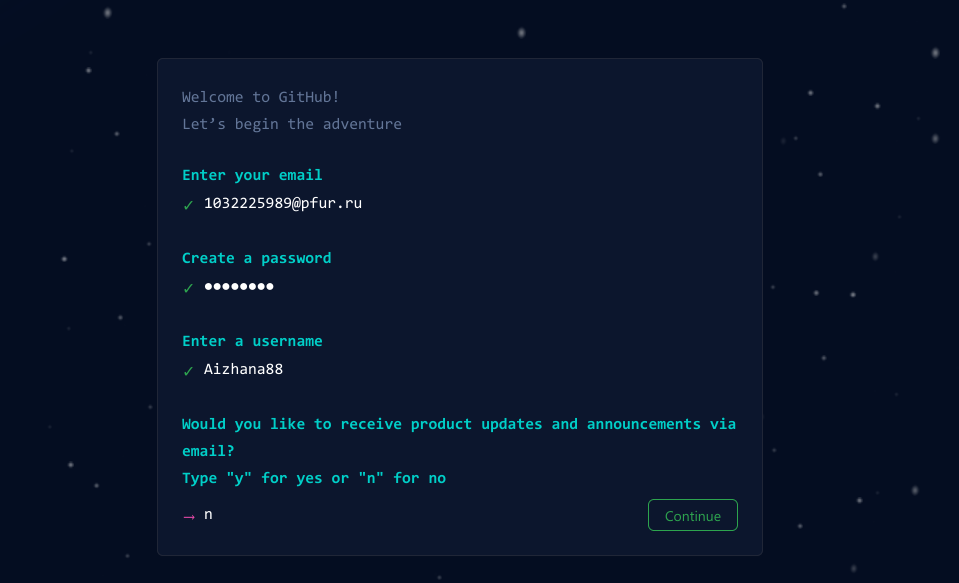 Welcome to GitHub!
Let’s begin the adventure
Enter your email
✓ 1032225989@pfur.ru
Create a password
✓ ●●●●●●●●
Enter a username
✓ Aizhana88
Would you like to receive product updates and announcements via
email?
Type "y" for yes or "n" for no
→ n
Continue